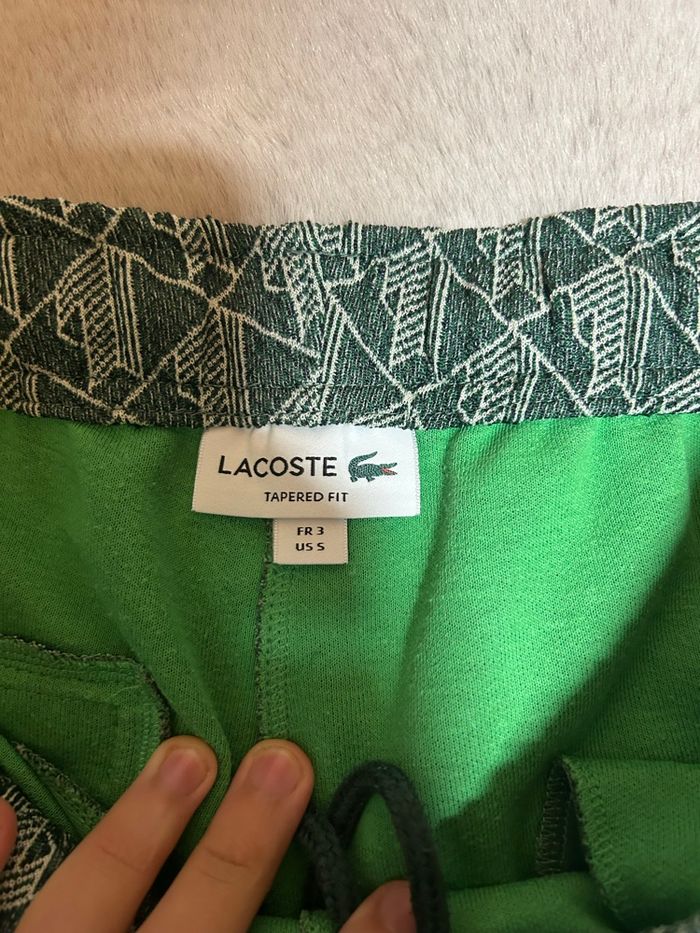 LACOSTE
TAPERED FIT
FR 3
US S